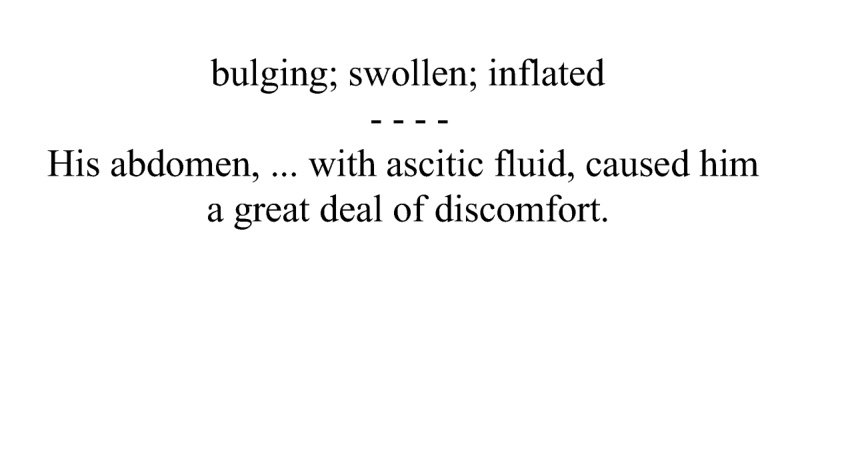 bulging; swollen; inflated
- - - -
His abdomen, ... with ascitic fluid, caused him
a great deal of discomfort.